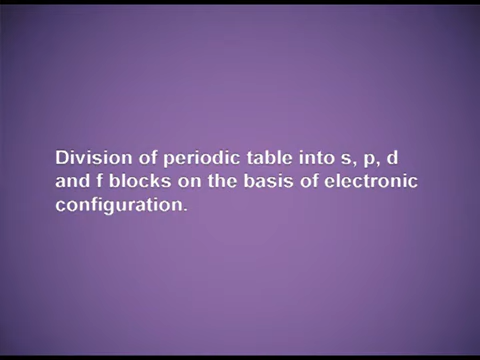 Division of periodic table into s, p, d
and f blocks on the basis of electronic
configuration.